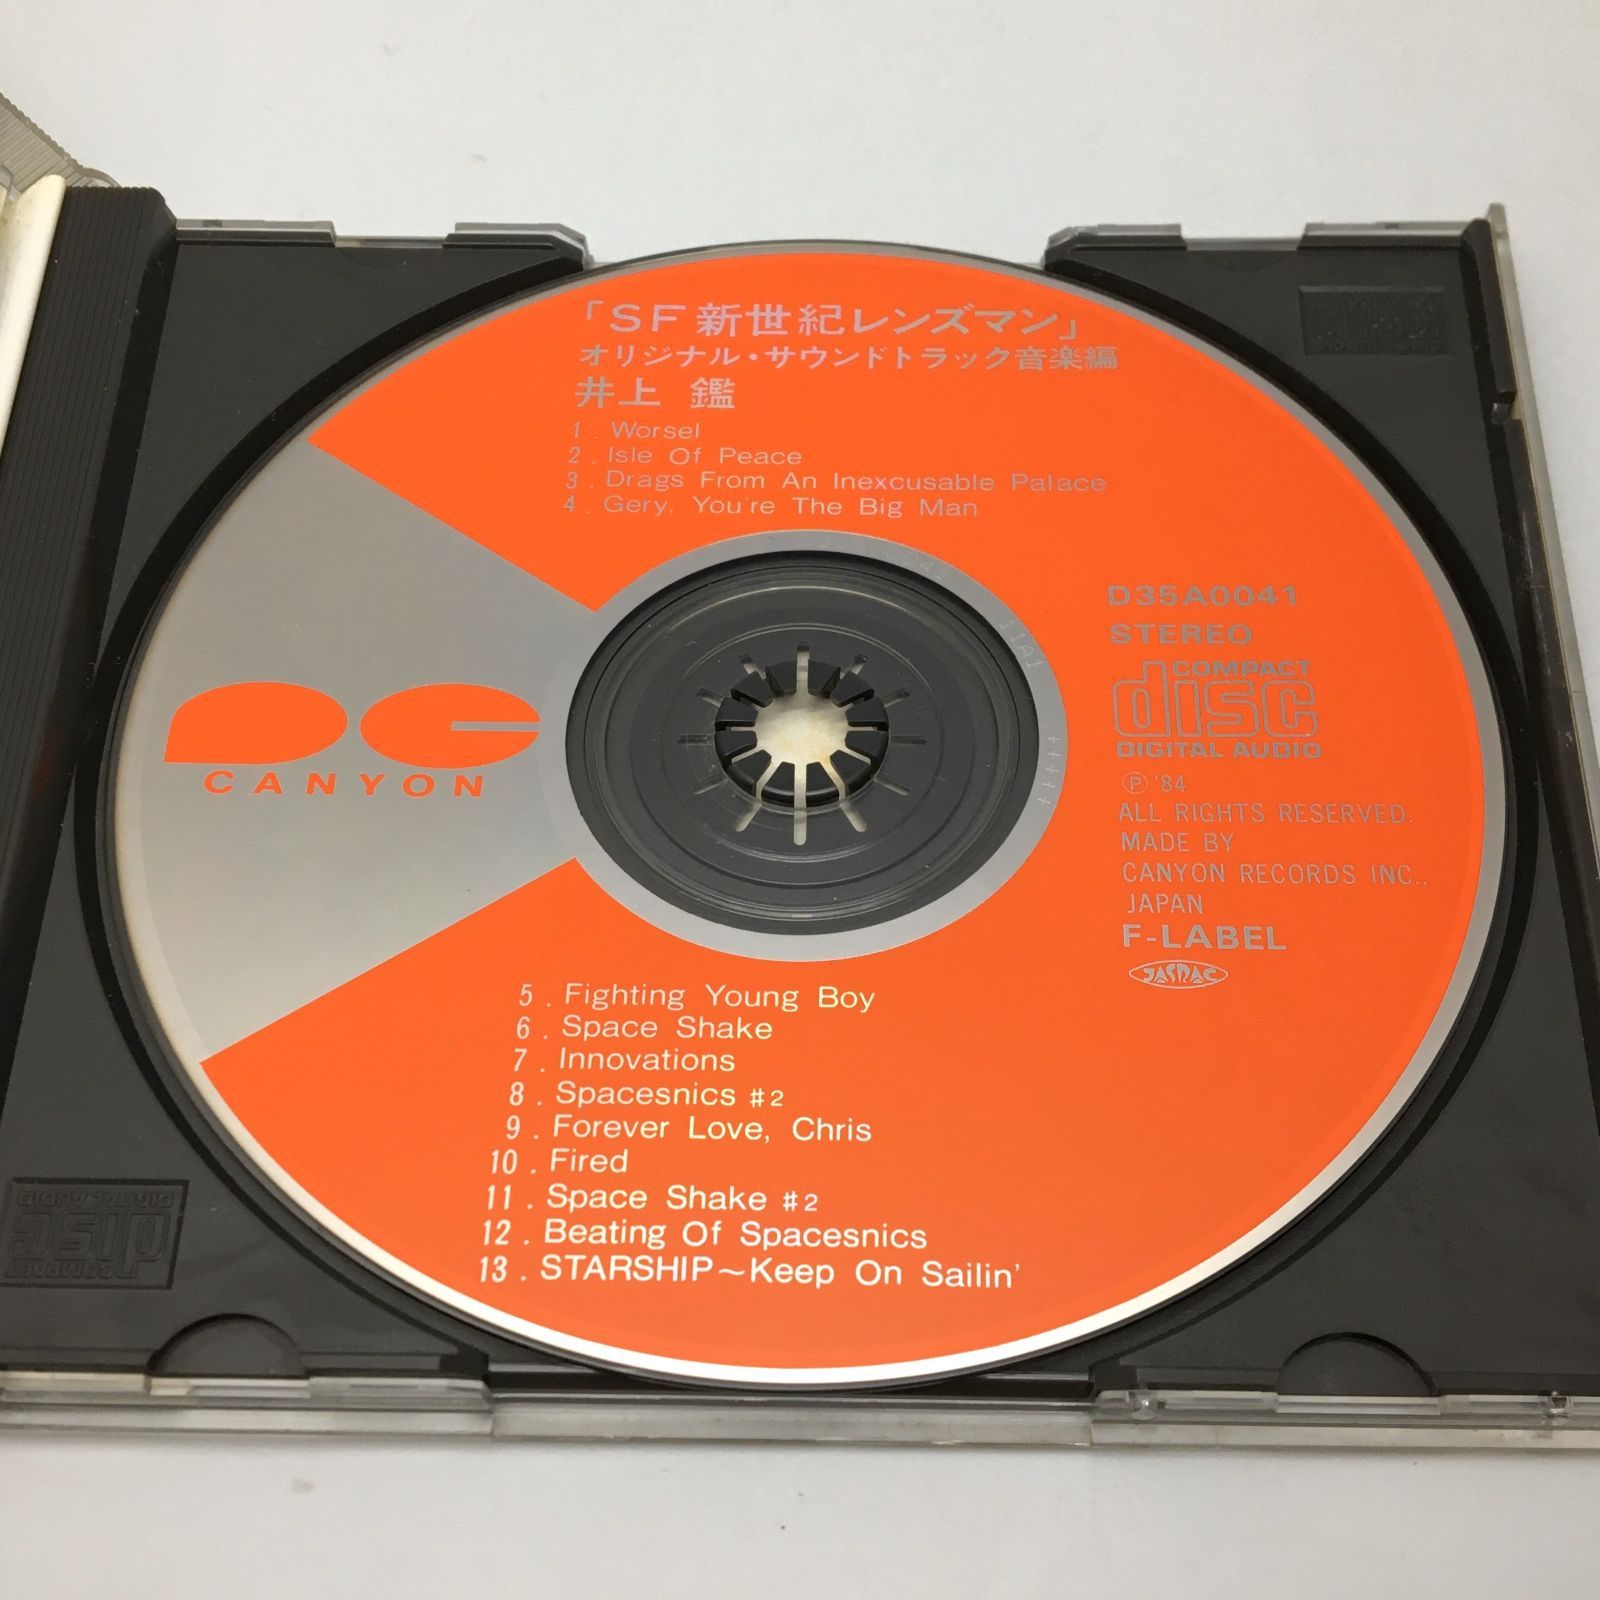 「SF新世紀レンズマン」
オリジナル・サウンドトラック音楽編
井上 鑑
1. Worsel
2. Isle Of Peace
3. Drags From An Inexcusable Palace
4. Gery, You're The Big Man
D35A0041
STEREO
COMPACT
disc
DIGITAL AUDIO
Ⓟ '84
ALL RIGHTS RESERVED.
MADE BY
CANYON RECORDS INC.,
JAPAN
F-LABEL
JASRAC
CANYON
5. Fighting Young Boy
6. Space Shake
7. Innovations
8. Spacesnics #2
9. Forever Love, Chris
10. Fired
11. Space Shake #2
12. Beating Of Spacesnics
13. STARSHIP~Keep On Sailin'
11A1
COMPACT
disc
DIGITAL AUDIO